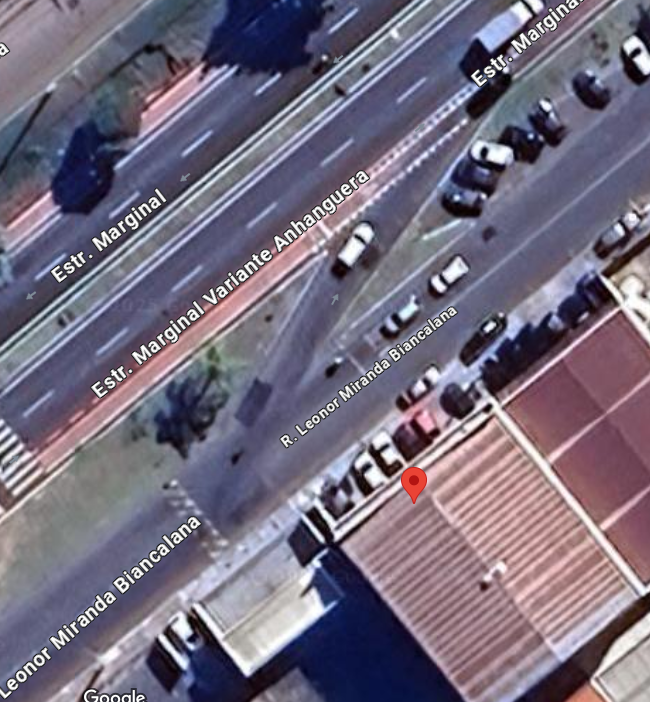 a
Estr. Marginal
Estr. Marginal
Estr. Marginal Variante Anhanguera
R. Leonor Miranda Biancalana
Leonor Miranda Biancalana
Google